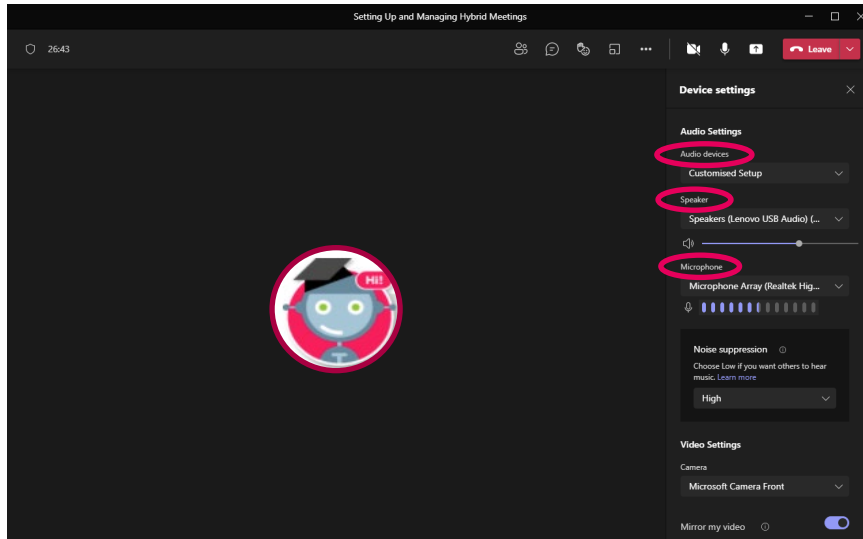 Setting Up and Managing Hybrid Meetings
26:43
Leave
Device settings
Audio Settings
Audio devices
Customised Setup
Speaker
Speakers (Lenovo USB Audio) (...
Microphone
Microphone Array (Realtek Hig...
Hi!
T
Noise suppression
Choose Low if you want others to hear
music. Learn more
High
Video Settings
Camera
Microsoft Camera Front
Mirror my video